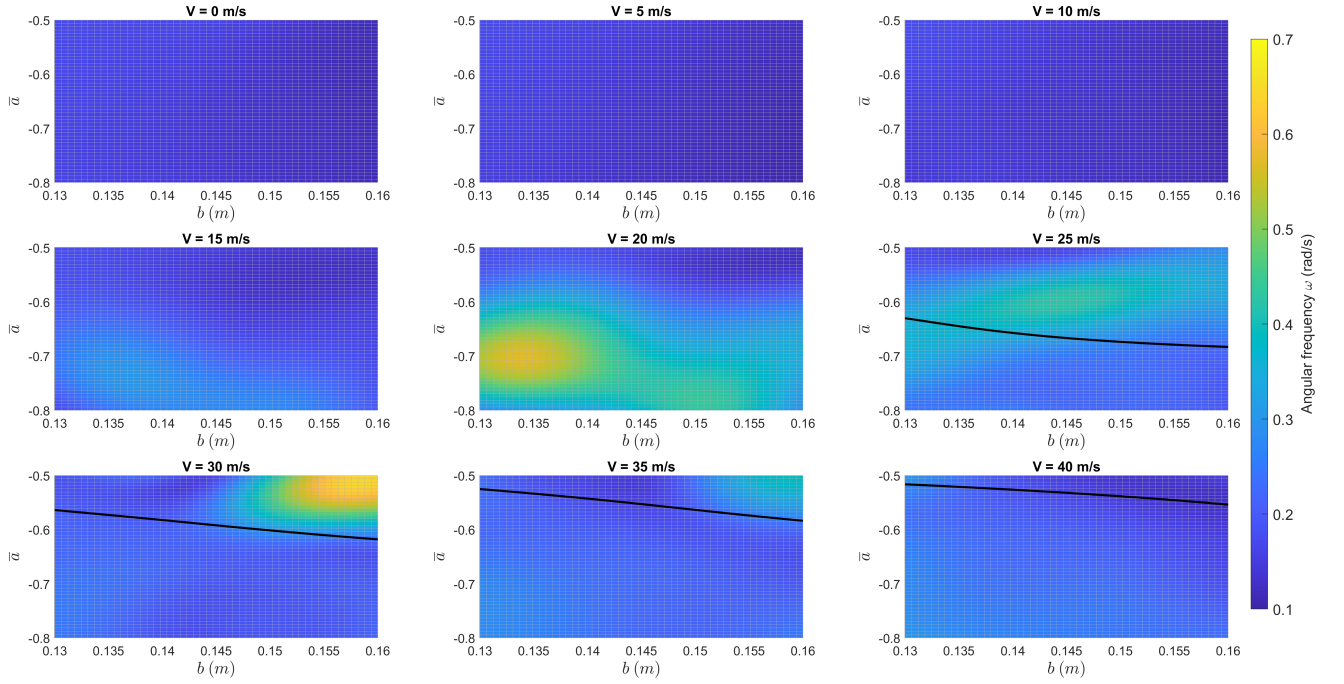 V = 0 m/s
-0.5
-0.6
-0.7
-0.8
a̅
0.13 0.135 0.14 0.145 0.15 0.155 0.16
b (m)
V = 5 m/s
-0.5
-0.6
-0.7
-0.8
a̅
0.13 0.135 0.14 0.145 0.15 0.155 0.16
b (m)
V = 10 m/s
-0.5
-0.6
-0.7
-0.8
a̅
0.13 0.135 0.14 0.145 0.15 0.155 0.16
b (m)
V = 15 m/s
-0.5
-0.6
-0.7
-0.8
a̅
0.13 0.135 0.14 0.145 0.15 0.155 0.16
b (m)
V = 20 m/s
-0.5
-0.6
-0.7
-0.8
a̅
0.13 0.135 0.14 0.145 0.15 0.155 0.16
b (m)
V = 25 m/s
-0.5
-0.6
-0.7
-0.8
a̅
0.13 0.135 0.14 0.145 0.15 0.155 0.16
b (m)
V = 30 m/s
-0.5
-0.6
-0.7
-0.8
a̅
0.13 0.135 0.14 0.145 0.15 0.155 0.16
b (m)
V = 35 m/s
-0.5
-0.6
-0.7
-0.8
a̅
0.13 0.135 0.14 0.145 0.15 0.155 0.16
b (m)
V = 40 m/s
-0.5
-0.6
-0.7
-0.8
a̅
0.13 0.135 0.14 0.145 0.15 0.155 0.16
b (m)
0.7
0.6
0.5
0.4
0.3
0.2
0.1
Angular frequency ω (rad/s)